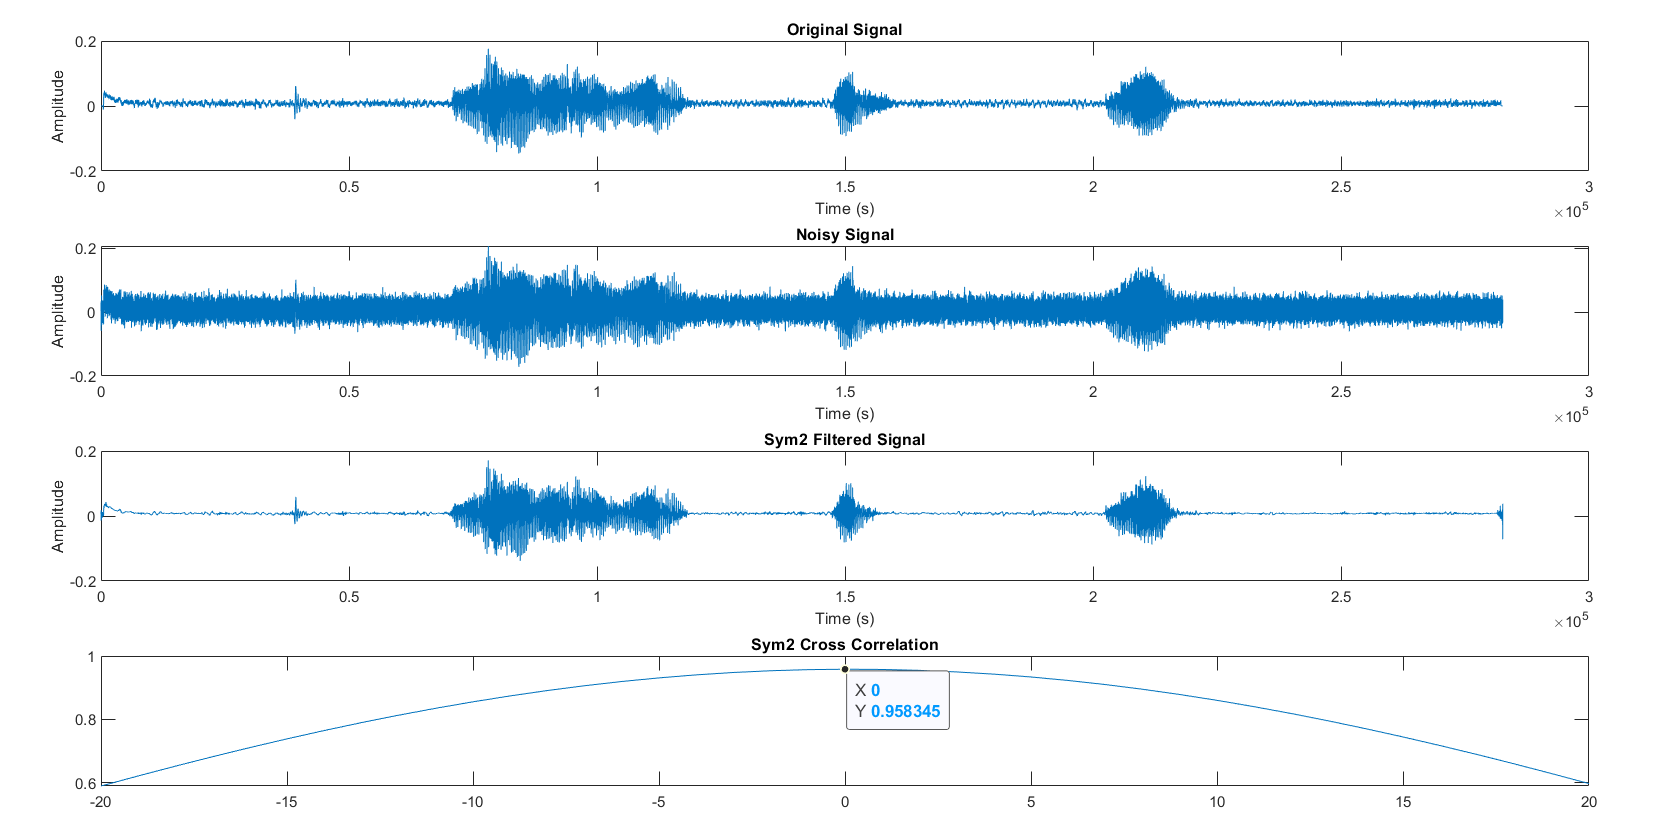 Original Signal
0.2
0
-0.2
Amplitude
0 0.5 1 1.5 2 2.5 3
Time (s)
×10^5
Noisy Signal
0.2
0
-0.2
Amplitude
0 0.5 1 1.5 2 2.5 3
Time (s)
×10^5
Sym2 Filtered Signal
0.2
0
-0.2
Amplitude
0 0.5 1 1.5 2 2.5 3
Time (s)
×10^5
Sym2 Cross Correlation
1
0.8
0.6
X 0
Y 0.958345
-20 -15 -10 -5 0 5 10 15 20